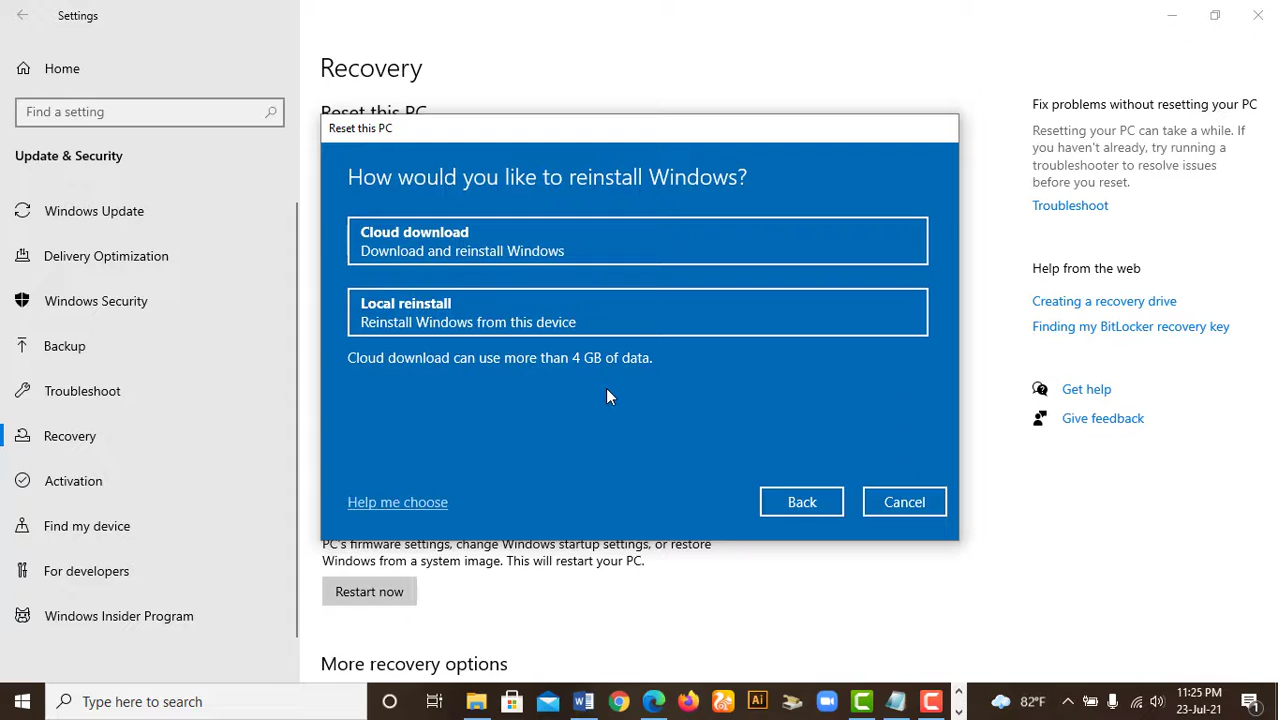 Settings
Home
Find a setting
Update & Security
Windows Update
Delivery Optimization
Windows Security
Backup
Troubleshoot
Recovery
Activation
Find my device
For developers
Windows Insider Program
Recovery
Reset this PC
Reset this PC
How would you like to reinstall Windows?
Cloud download
Download and reinstall Windows
Local reinstall
Reinstall Windows from this device
Cloud download can use more than 4 GB of data.
Help me choose
Back
Cancel
PC's firmware settings, change Windows startup settings, or restore
Windows from a system image. This will restart your PC.
Restart now
More recovery options
Fix problems without resetting your PC
Resetting your PC can take a while. If
you haven't already, try running a
troubleshooter to resolve issues
before you reset.
Troubleshoot
Help from the web
Creating a recovery drive
Finding my BitLocker recovery key
Get help
Give feedback
Type here to search
Ai
82°F
11:25 PM
23-Jul-21
1